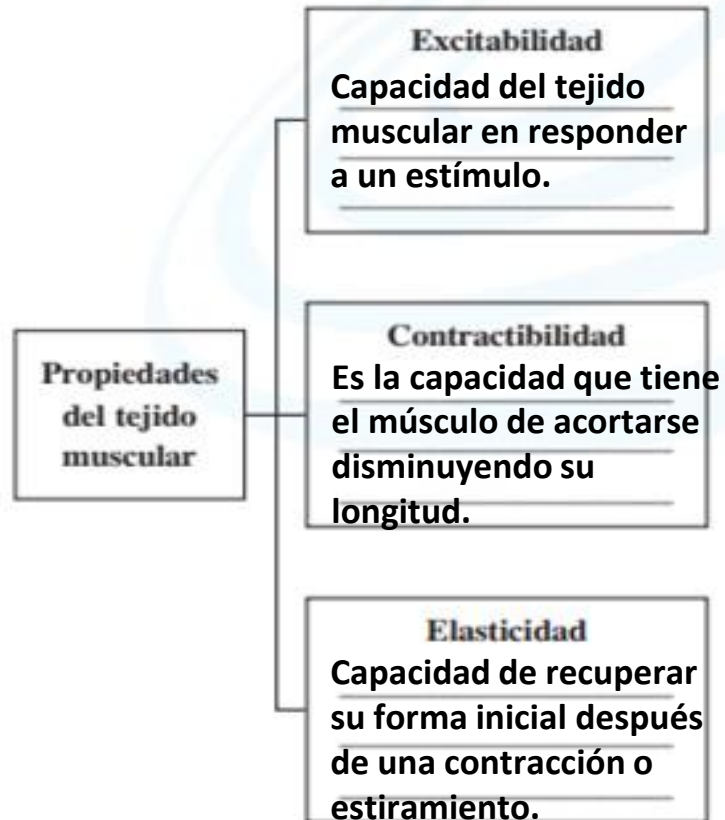 Excitabilidad
Capacidad del tejido
muscular en responder
a un estímulo.
Propiedades
del tejido
muscular
Contractibilidad
Es la capacidad que tiene
el músculo de acortarse
disminuyendo su
longitud.
Elasticidad
Capacidad de recuperar
su forma inicial después
de una contracción o
estiramiento.